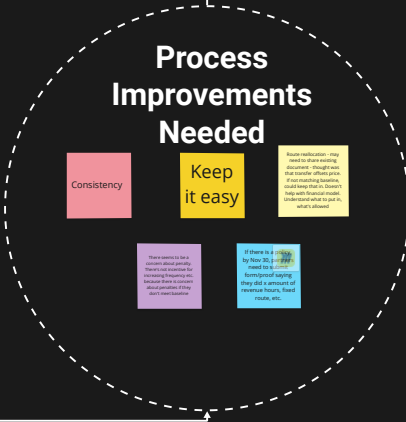 Process
Improvements
Needed
Consistency
Keep
it easy
Route reallocation - may
need to share existing
document - thought was
that transfer offsets price.
If not matching baseline,
could keep that in. Doesn't
help with financial model.
Understand what to put in,
what's allowed
There seems to be a
concern about penalty.
There's not incentive for
increasing frequency etc.
because there is concern
about penalties if they
don't meet baseline
If there is a
by Nov 30,
need to
form/proof saying
they did x amount of
revenue hours, fixed
route, etc.